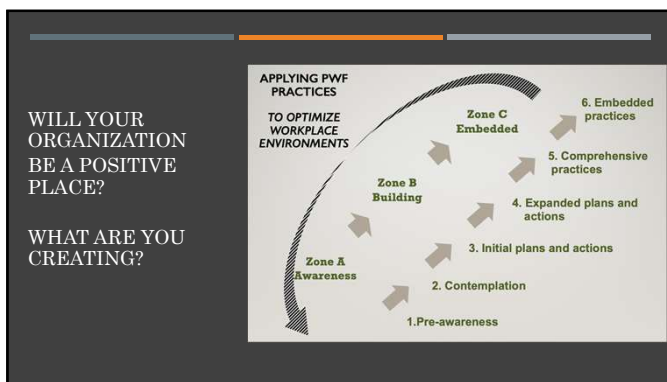 WILL YOUR
ORGANIZATION
BE A POSITIVE
PLACE?
WHAT ARE YOU
CREATING?
APPLYING PWF
PRACTICES
TO OPTIMIZE
WORKPLACE
ENVIRONMENTS
Zone C
Embedded
Zone B
Building
Zone A
Awareness
6. Embedded
practices
5. Comprehensive
practices
4. Expanded plans and
actions
3. Initial plans and actions
2. Contemplation
1.Pre-awareness